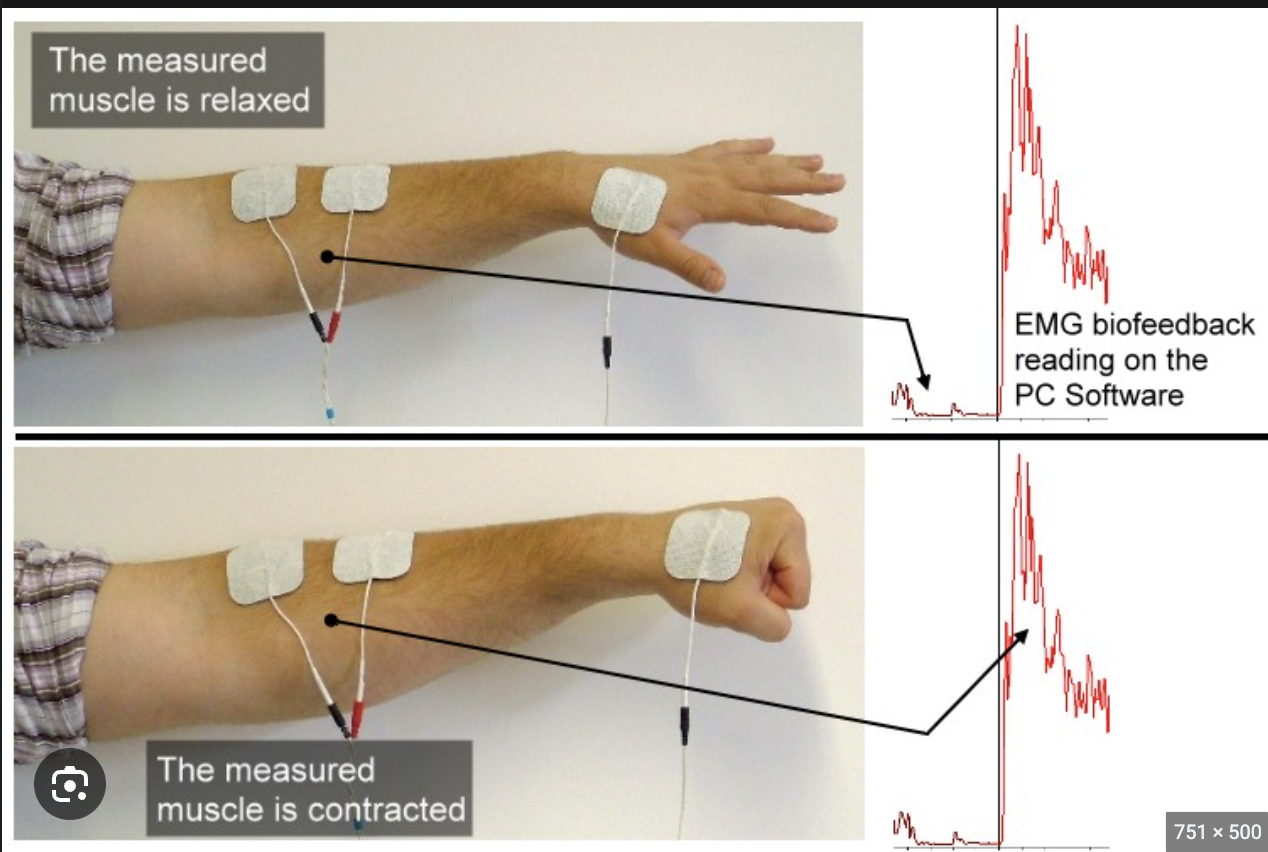 The measured
muscle is relaxed
EMG biofeedback
reading on the
PC Software
The measured
muscle is contracted
751 × 500